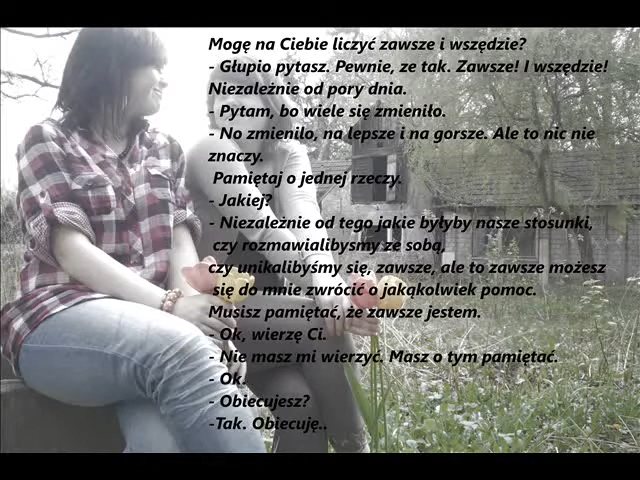 Mogę na Ciebie liczyć zawsze i wszędzie?
- Głupio pytasz. Pewnie, ze tak. Zawsze! I wszędzie!
Niezależnie od pory dnia.
- Pytam, bo wiele się zmieniło.
- No zmieniło, na lepsze i na gorsze. Ale to nic nie
znaczy.
Pamiętaj o jednej rzeczy.
- Jakiej?
- Niezależnie od tego jakie byłyby nasze stosunki,
czy rozmawialibysmy ze sobą,
czy unikalibyśmy się, zawsze, ale to zawsze możesz
się do mnie zwrócić o jakąkolwiek pomoc.
Musisz pamiętać, że zawsze jestem.
- Ok, wierzę Ci.
- Nie masz mi wierzyć. Masz o tym pamiętać.
- Ok.
- Obiecujesz?
-Tak. Obiecuję..